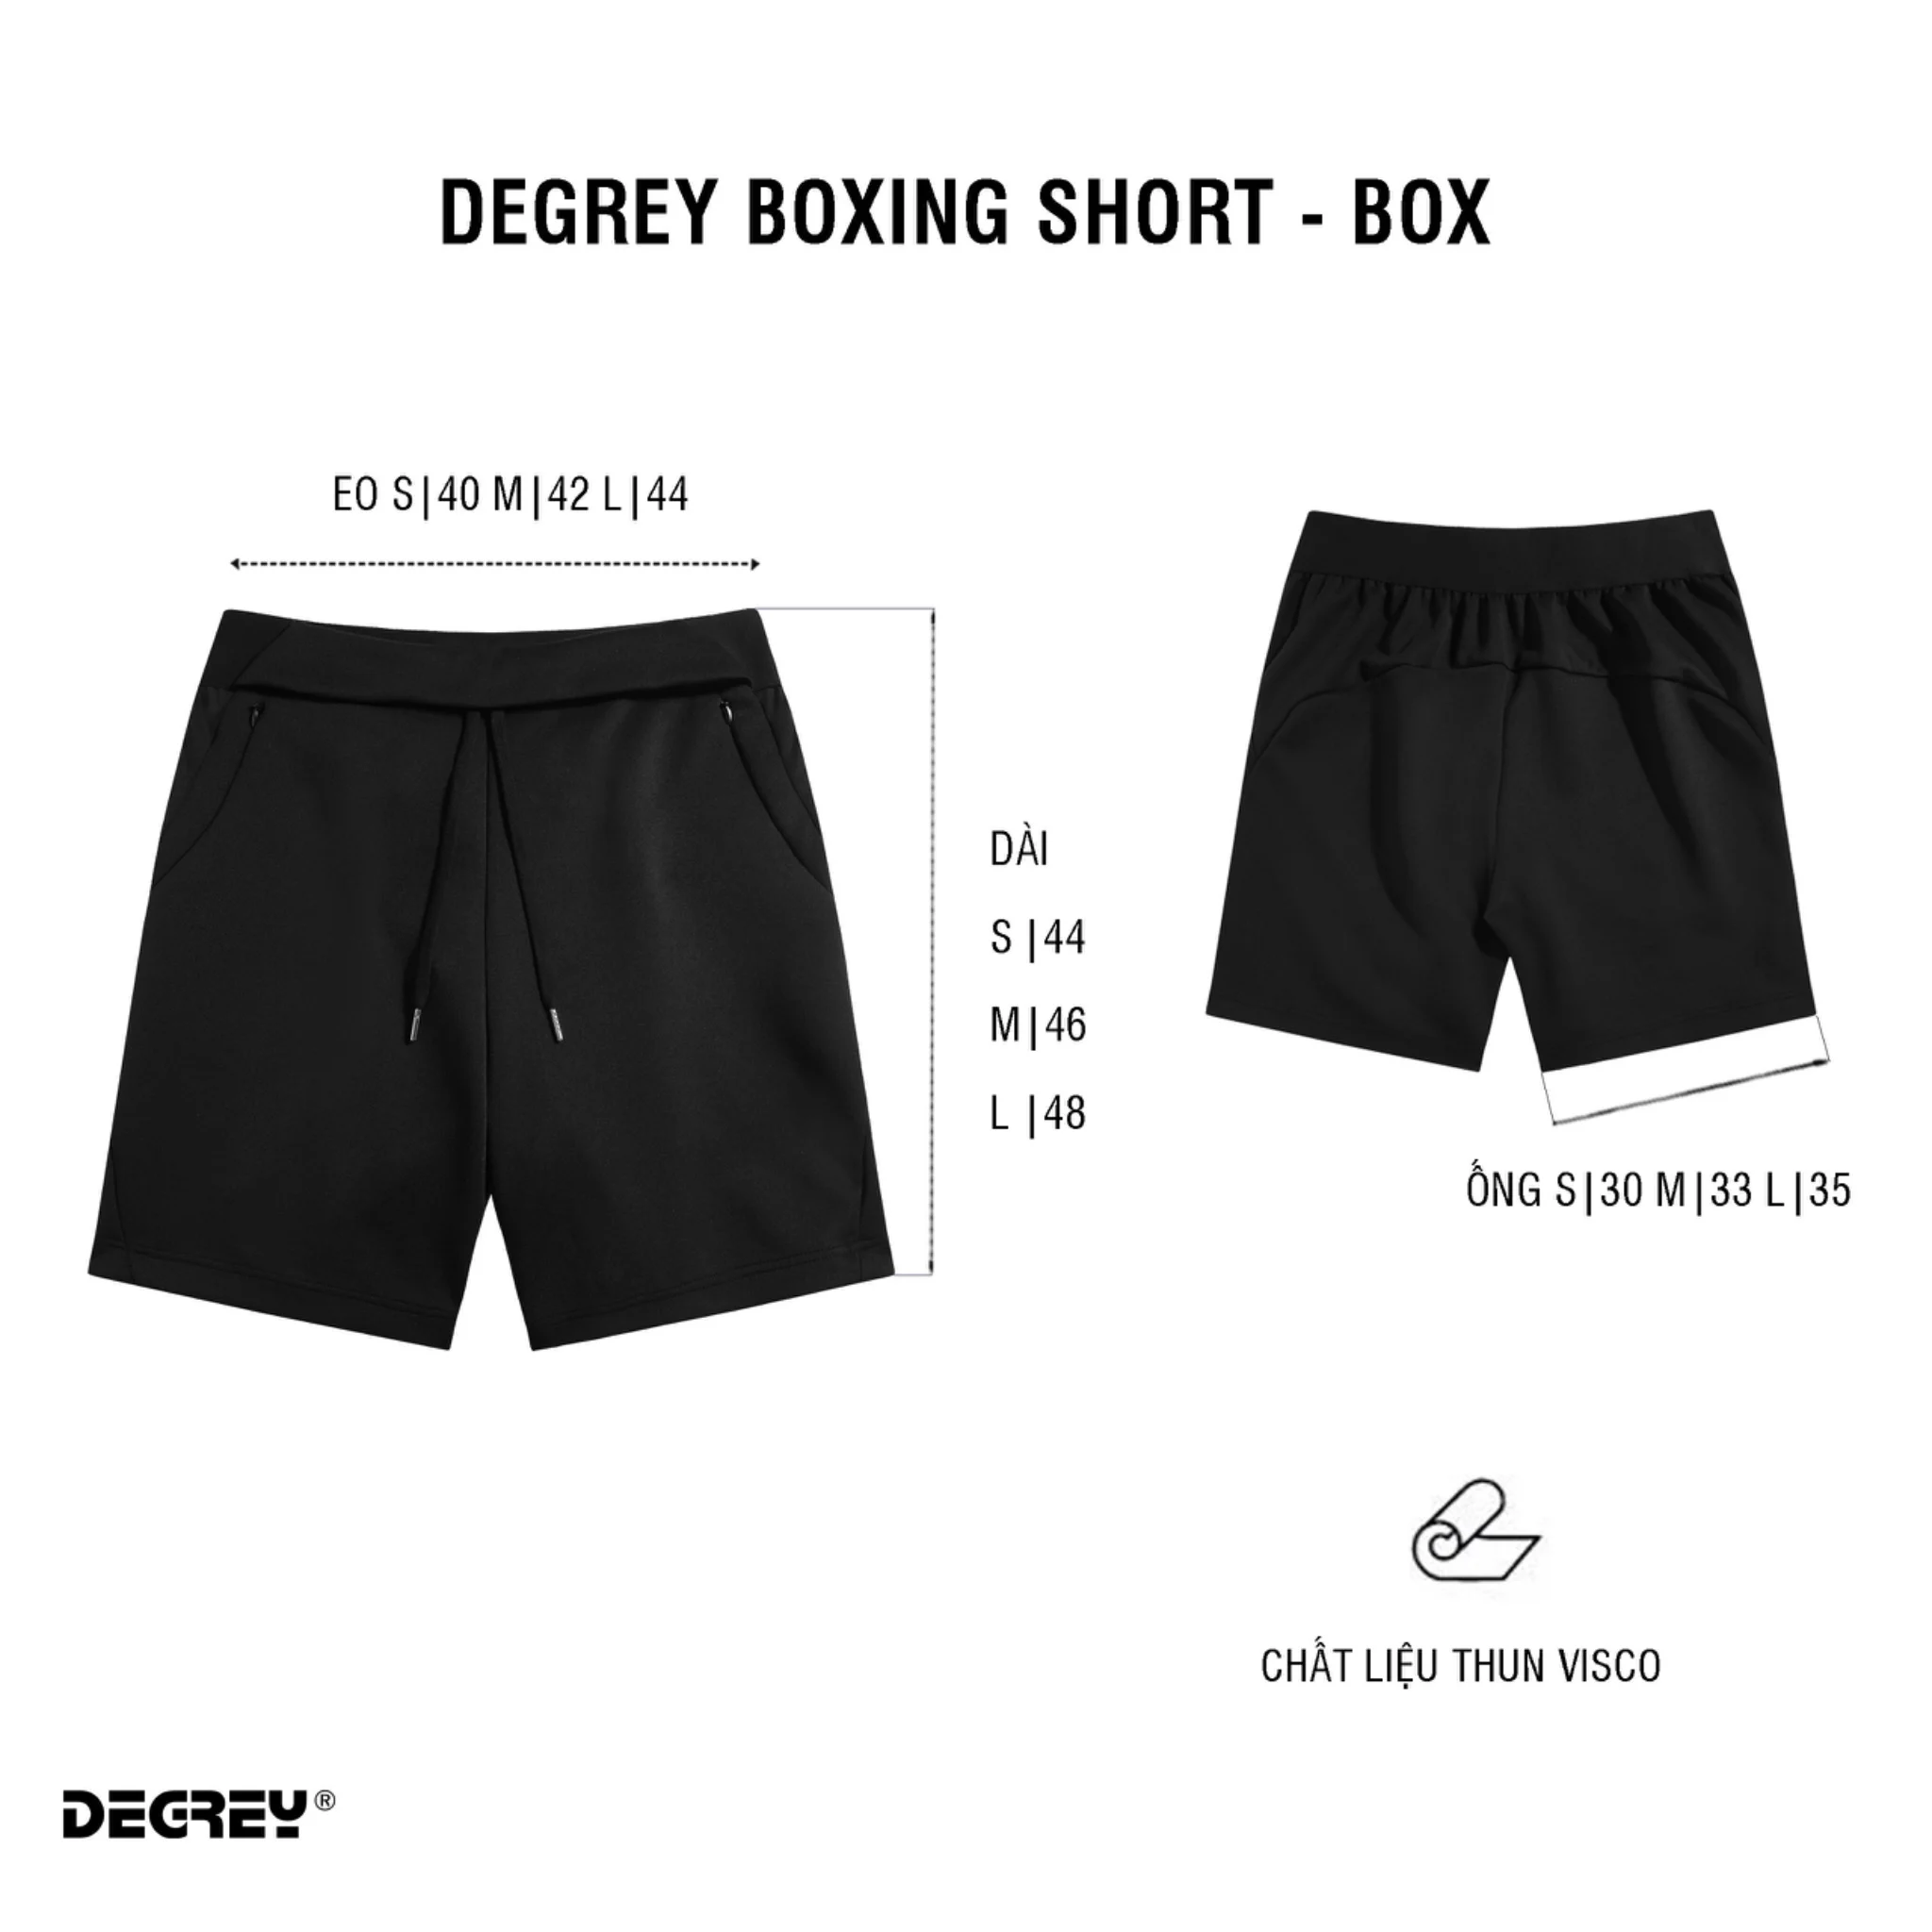 DEGREY BOXING SHORT - BOX
EO S|40 M|42 L|44
DÀI
S |44
M|46
L |48
ỐNG S|30 M|33 L|35
CHẤT LIỆU THUN VISCO
DEGREY®